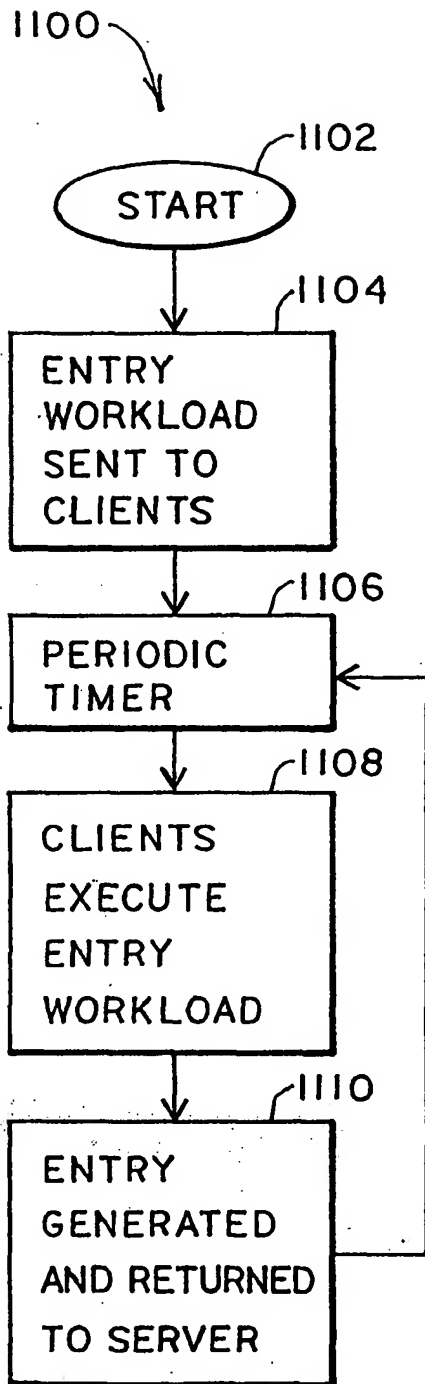 1100
1102
START
1104
ENTRY
WORKLOAD
SENT TO
CLIENTS
1106
PERIODIC
TIMER
1108
CLIENTS
EXECUTE
ENTRY
WORKLOAD
1110
ENTRY
GENERATED
AND RETURNED
TO SERVER